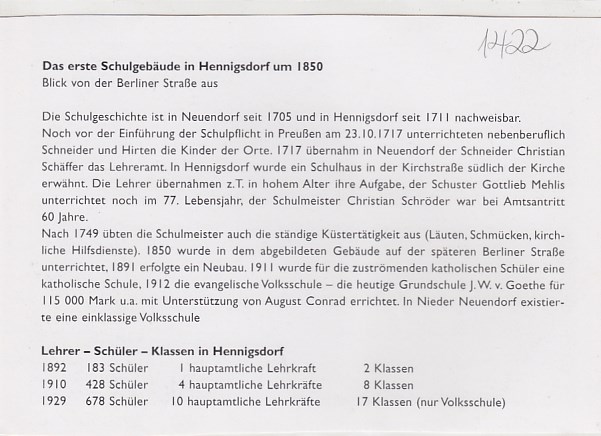 1422
Das erste Schulgebäude in Hennigsdorf um 1850
Blick von der Berliner Straße aus
Die Schulgeschichte ist in Neuendorf seit 1705 und in Hennigsdorf seit 1711 nachweisbar.
Noch vor der Einführung der Schulpflicht in Preußen am 23.10.1717 unterrichteten nebenberuflich
Schneider und Hirten die Kinder der Orte. 1717 übernahm in Neuendorf der Schneider Christian
Schäffer das Lehreramt. In Hennigsdorf wurde ein Schulhaus in der Kirchstraße südlich der Kirche
erwähnt. Die Lehrer übernahmen z.T. in hohem Alter ihre Aufgabe, der Schuster Gottlieb Mehlis
unterrichtet noch im 77. Lebensjahr, der Schulmeister Christian Schröder war bei Amtsantritt
60 Jahre.
Nach 1749 übten die Schulmeister auch die ständige Küstertätigkeit aus (Läuten, Schmücken, kirch-
liche Hilfsdienste). 1850 wurde in dem abgebildeten Gebäude auf der späteren Berliner Straße
unterrichtet, 1891 erfolgte ein Neubau. 1911 wurde für die zuströmenden katholischen Schüler eine
katholische Schule, 1912 die evangelische Volksschule – die heutige Grundschule J. W. v. Goethe für
115 000 Mark u.a. mit Unterstützung von August Conrad errichtet. In Nieder Neuendorf existier-
te eine einklassige Volksschule
Lehrer – Schüler – Klassen in Hennigsdorf
1892 183 Schüler 1 hauptamtliche Lehrkraft 2 Klassen
1910 428 Schüler 4 hauptamtliche Lehrkräfte 8 Klassen
1929 678 Schüler 10 hauptamtliche Lehrkräfte 17 Klassen (nur Volksschule)